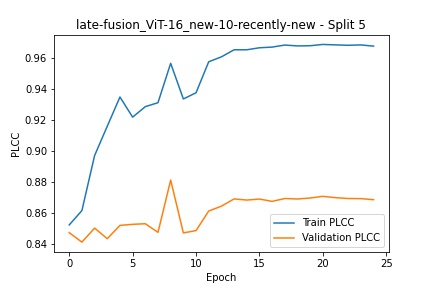 late-fusion_ViT-16_new-10-recently-new - Split 5
PLCC
0.96
0.94
0.92
0.90
0.88
0.86
0.84
Train PLCC
Validation PLCC
0 5 10 15 20 25
Epoch